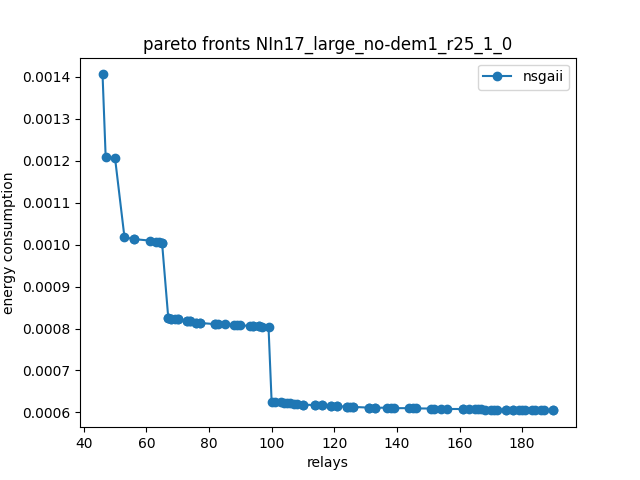 pareto fronts NIn17_large_no-dem1_r25_1_0
nsgaii
energy consumption
0.0014
0.0013
0.0012
0.0011
0.0010
0.0009
0.0008
0.0007
0.0006
40 60 80 100 120 140 160 180
relays